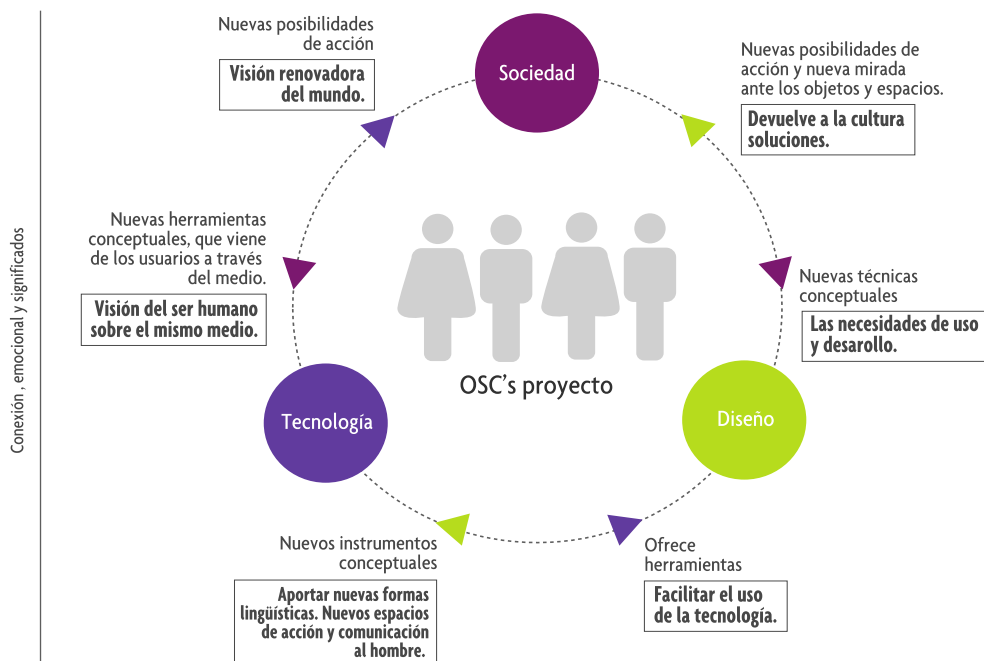 Nuevas posibilidades
de acción
Visión renovadora
del mundo.
Sociedad
Nuevas posibilidades de
acción y nueva mirada
ante los objetos y espacios.
Devuelve a la cultura
soluciones.
Conexión , emocional y significados
Nuevas herramientas
conceptuales, que viene
de los usuarios a través
del medio.
Visión del ser humano
sobre el mismo medio.
Nuevas técnicas
conceptuales
Las necesidades de uso
y desarollo.
OSC's proyecto
Tecnología
Diseño
Nuevos instrumentos
conceptuales
Aportar nuevas formas
lingüísticas. Nuevos espacios
de acción y comunicación
al hombre.
Ofrece
herramientas
Facilitar el uso
de la tecnología.